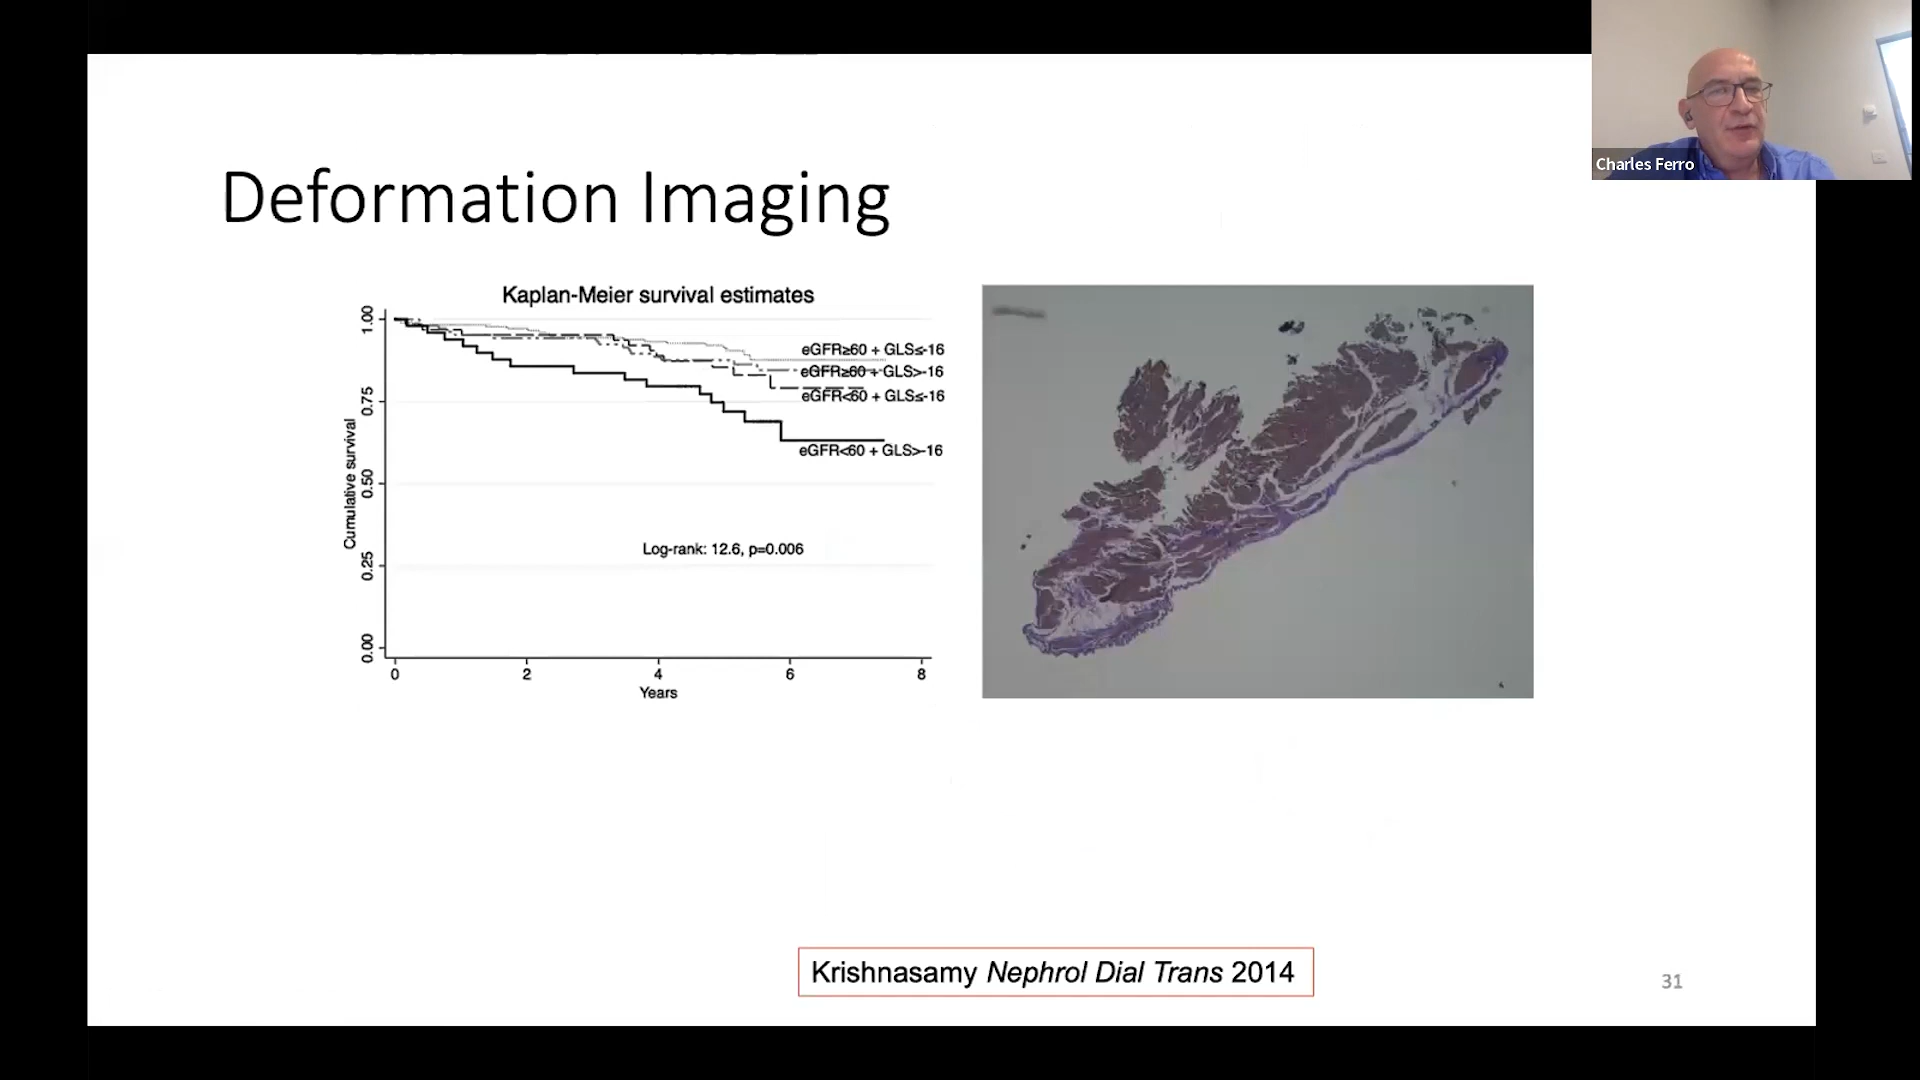 Charles Ferro
Deformation Imaging
Kaplan-Meier survival estimates
Cumulative survival
1.00
0.75
0.50
0.25
0.00
eGFR≥60 + GLS≤-16
eGFR≥60 + GLS>-16
eGFR<60 + GLS≤-16
eGFR<60 + GLS>-16
Log-rank: 12.6, p=0.006
0 2 4 6 8
Years
Krishnasamy Nephrol Dial Trans 2014
31